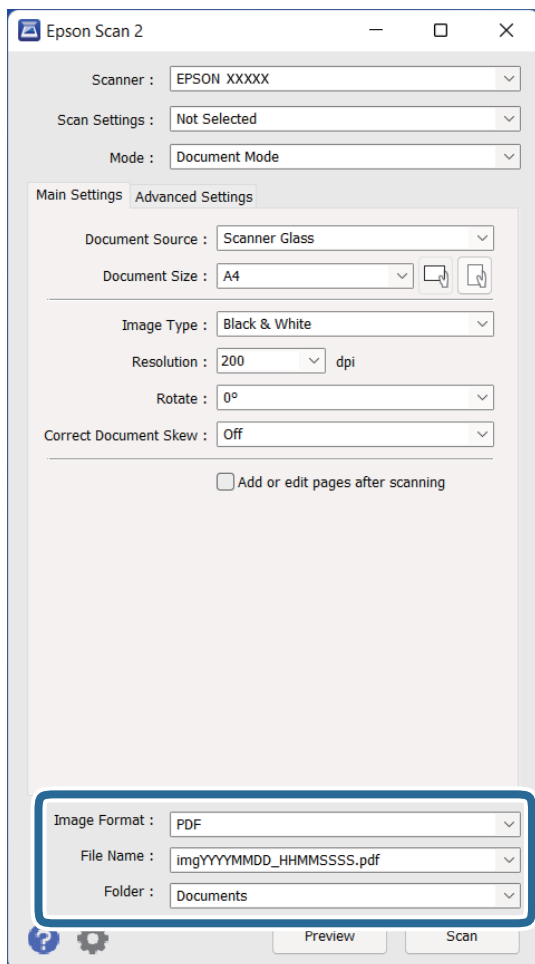 Epson Scan 2
Scanner : EPSON XXXXX
Scan Settings : Not Selected
Mode : Document Mode
Main Settings Advanced Settings
Document Source : Scanner Glass
Document Size : A4
Image Type : Black & White
Resolution : 200 dpi
Rotate : 0°
Correct Document Skew : Off
Add or edit pages after scanning
Image Format : PDF
File Name : imgYYYYMMDD_HHMMSSSS.pdf
Folder : Documents
? Preview Scan